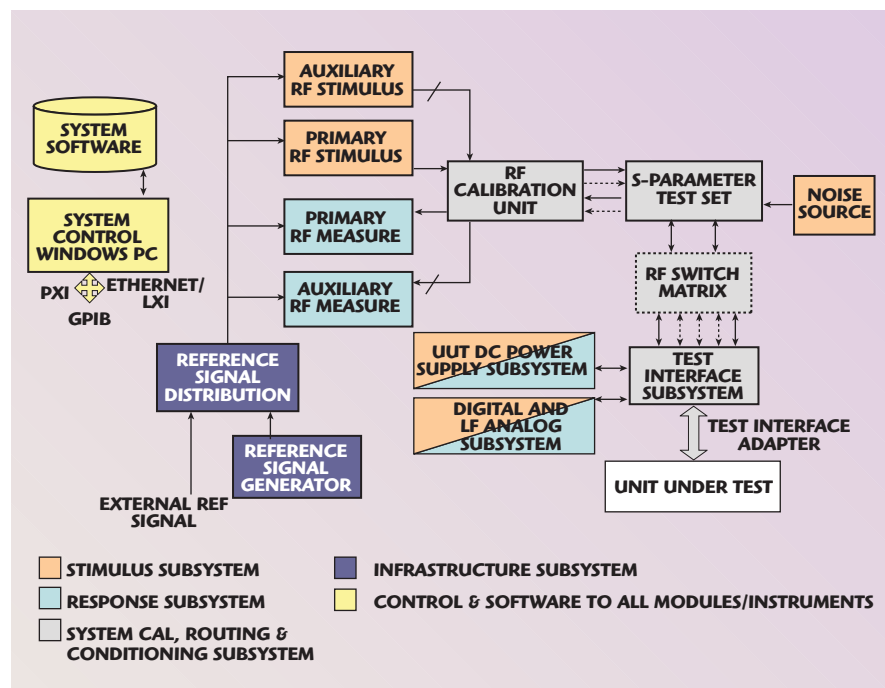 AUXILIARY
RF STIMULUS
SYSTEM
SOFTWARE
PRIMARY
RF STIMULUS
RF
CALIBRATION
UNIT
S-PARAMETER
TEST SET
NOISE
SOURCE
SYSTEM
CONTROL
WINDOWS PC
PRIMARY
RF MEASURE
PXI
ETHERNET/
LXI
GPIB
AUXILIARY
RF MEASURE
RF SWITCH
MATRIX
REFERENCE
SIGNAL
DISTRIBUTION
UUT DC POWER
SUPPLY SUBSYSTEM
TEST
INTERFACE
SUBSYSTEM
DIGITAL AND
LF ANALOG
SUBSYSTEM
TEST INTERFACE
ADAPTER
REFERENCE
SIGNAL
GENERATOR
UNIT UNDER TEST
EXTERNAL REF
SIGNAL
STIMULUS SUBSYSTEM
RESPONSE SUBSYSTEM
SYSTEM CAL, ROUTING &
CONDITIONING SUBSYSTEM
INFRASTRUCTURE SUBSYSTEM
CONTROL & SOFTWARE TO ALL MODULES/INSTRUMENTS